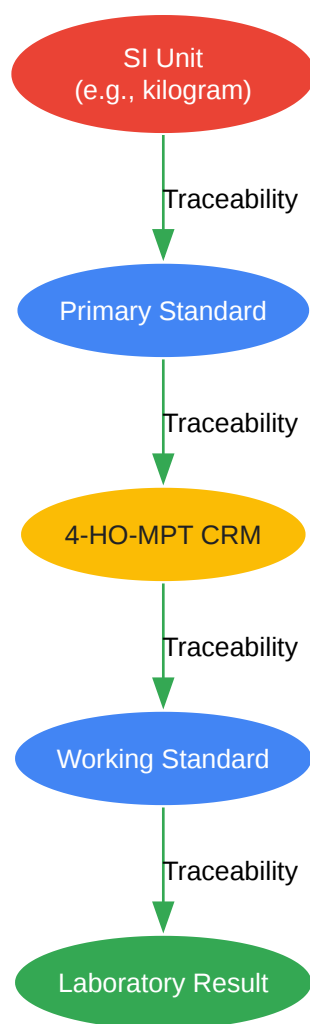 SI Unit
(e.g., kilogram)
Traceability
Primary Standard
Traceability
4-HO-MPT CRM
Traceability
Working Standard
Traceability
Laboratory Result